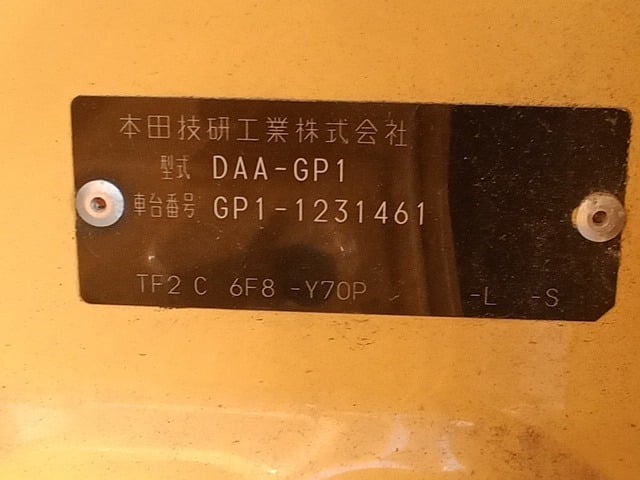 本田技研工業株式会社
型式 DAA-GP1
車台番号 GP1-1231461
TF2 C 6F8 -Y70P -L -S